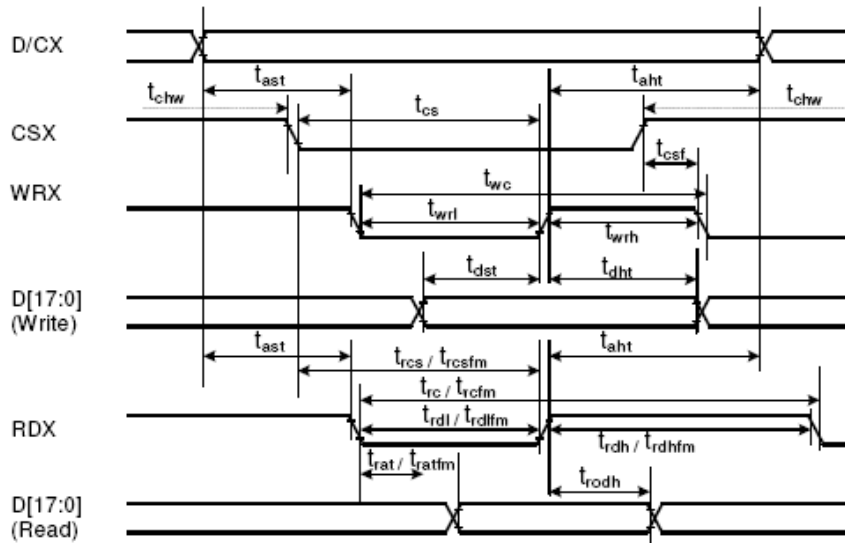 D/CX
t_ast t_aht
t_chw t_chw
t_cs
CSX
t_csf
t_wc
WRX
t_wrl t_wrh
t_dst t_dht
D[17:0]
(Write)
t_ast t_aht
t_rcs / t_rcsfm
t_rc / t_rcfm
RDX
t_rdl / t_rdlfm
t_rdh / t_rdhfm
t_rat / t_ratfm
t_rodh
D[17:0]
(Read)